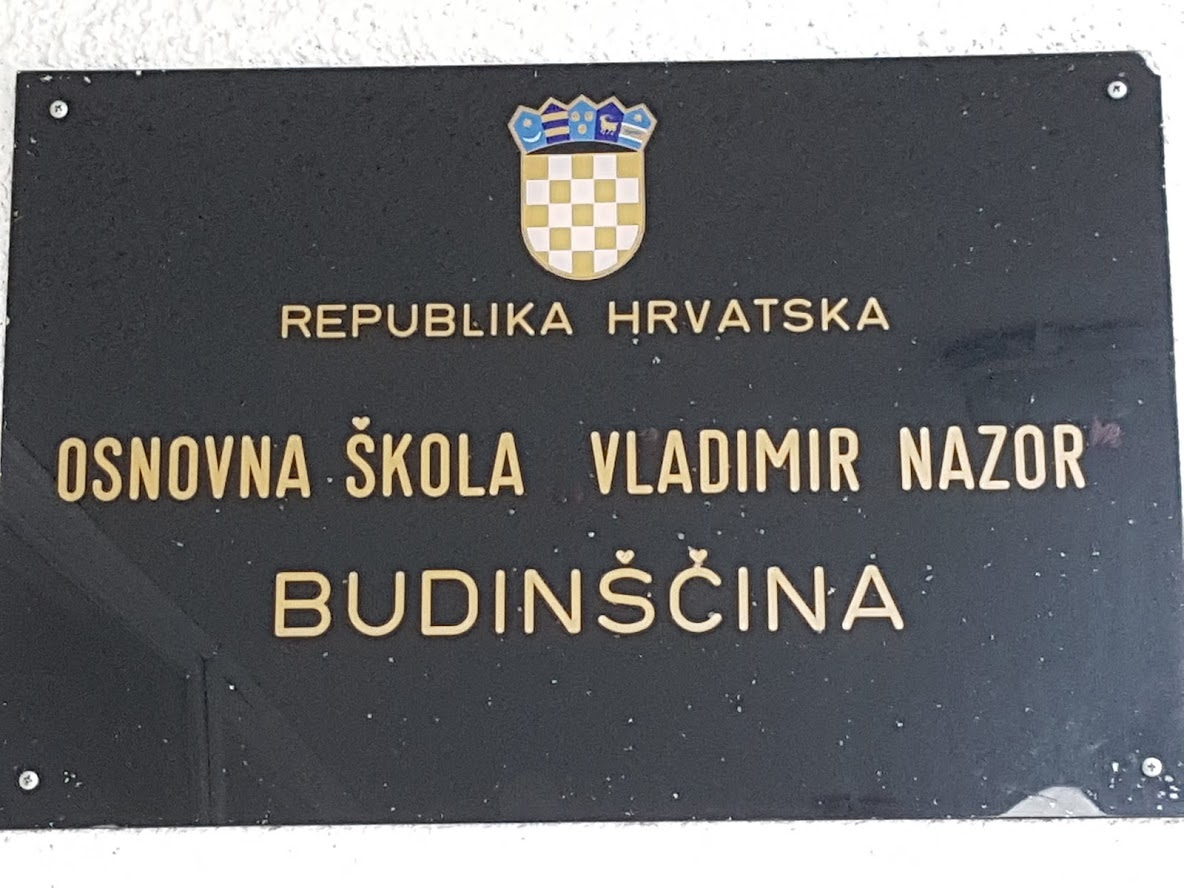 REPUBLIKA HRVATSKA
OSNOVNA ŠKOLA VLADIMIR NAZOR
BUDINŠČINA